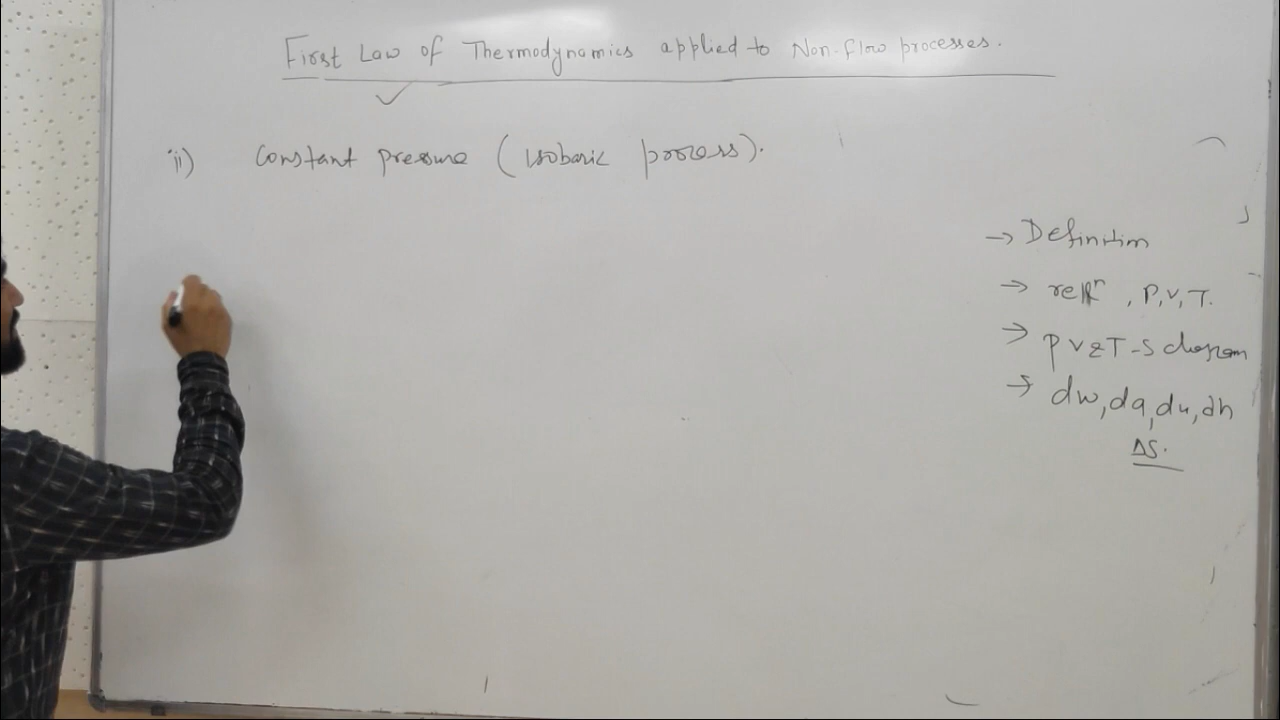 First Law of Thermodynamics applied to Non-flow processes.
ii) Constant pressure (Isobaric process).
→ Definition
→ relⁿ, P,V,T.
→ PV & T-S diagram
→ dw, dq, du, dh
ΔS.